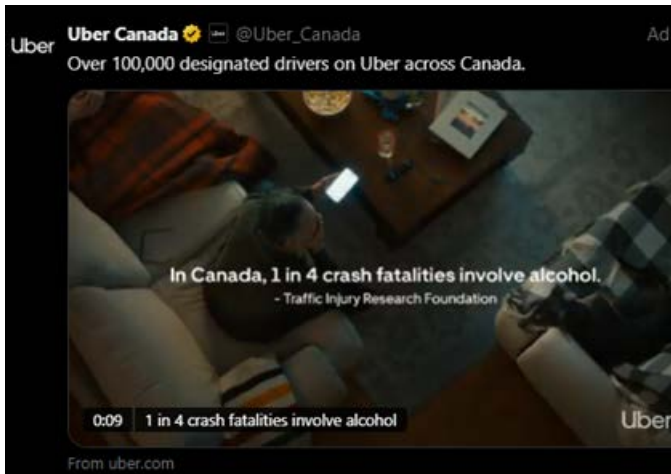 Uber
Uber Canada @Uber_Canada Ad
Over 100,000 designated drivers on Uber across Canada.
In Canada, 1 in 4 crash fatalities involve alcohol.
- Traffic Injury Research Foundation
0:09 1 in 4 crash fatalities involve alcohol
Uber
From uber.com